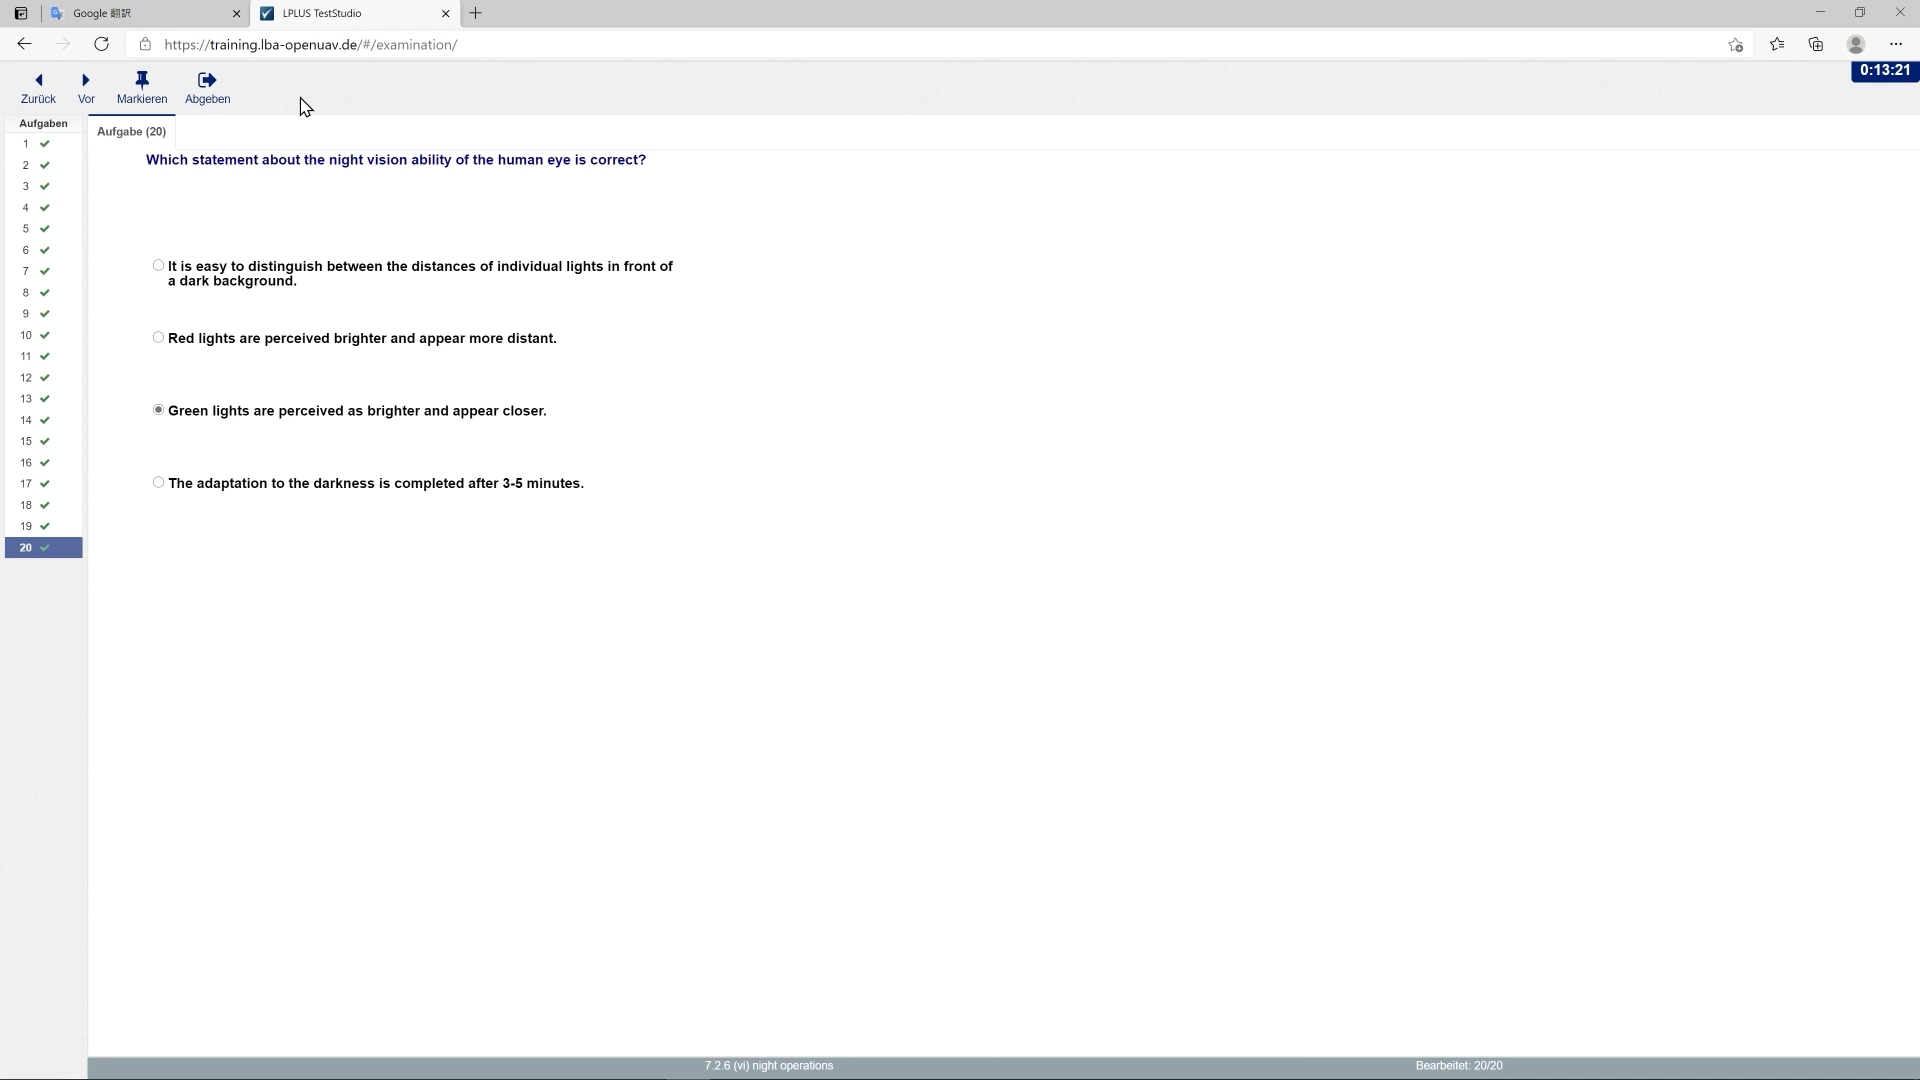 Google 翻訳
LPLUS TestStudio
https://training.lba-openuav.de/#/examination/
0:13:21
Zurück
Vor
Markieren
Abgeben
Aufgaben
Aufgabe (20)
1
2
3
4
5
6
7
8
9
10
11
12
13
14
15
16
17
18
19
20
Which statement about the night vision ability of the human eye is correct?
It is easy to distinguish between the distances of individual lights in front of
a dark background.
Red lights are perceived brighter and appear more distant.
Green lights are perceived as brighter and appear closer.
The adaptation to the darkness is completed after 3-5 minutes.
7.2.6 (vi) night operations
Bearbeitet: 20/20